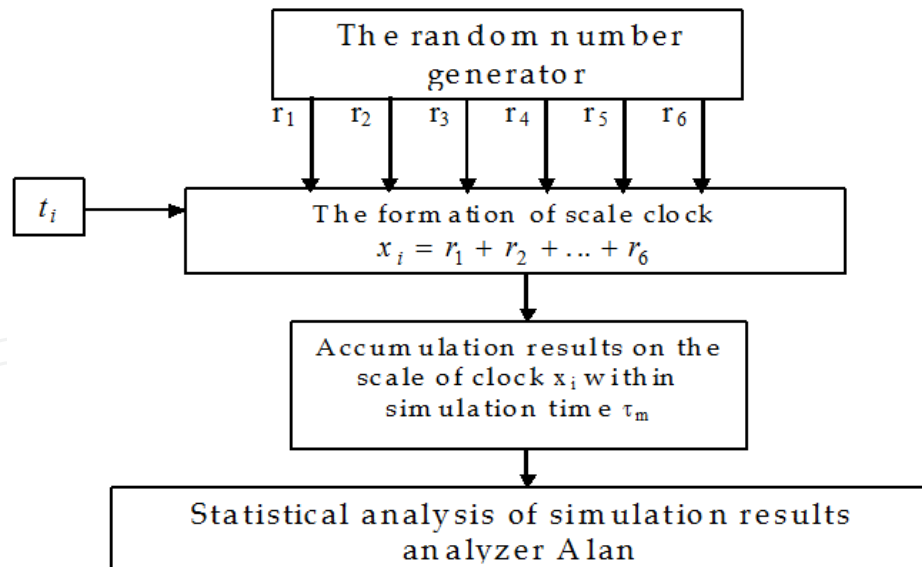 The random number
generator
r₁ r₂ r₃ r₄ r₅ r₆
tᵢ
The formation of scale clock
xᵢ = r₁ + r₂ + ... + r₆
Accumulation results on the
scale of clock xᵢ within
simulation time τₘ
Statistical analysis of simulation results
analyzer Alan